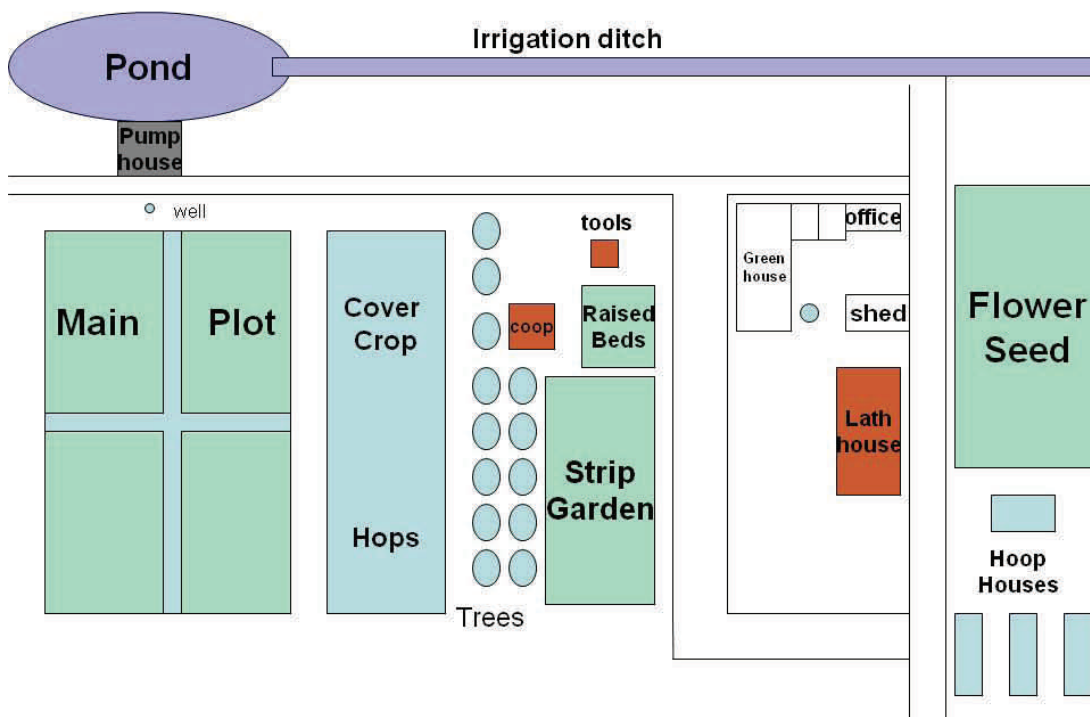 Irrigation ditch
Pond
Pump
house
well
tools
office
Green
house
Main Plot
Cover
Crop
coop
Raised
Beds
shed
Flower
Seed
Lath
house
Strip
Garden
Hops
Hoop
Houses
Trees